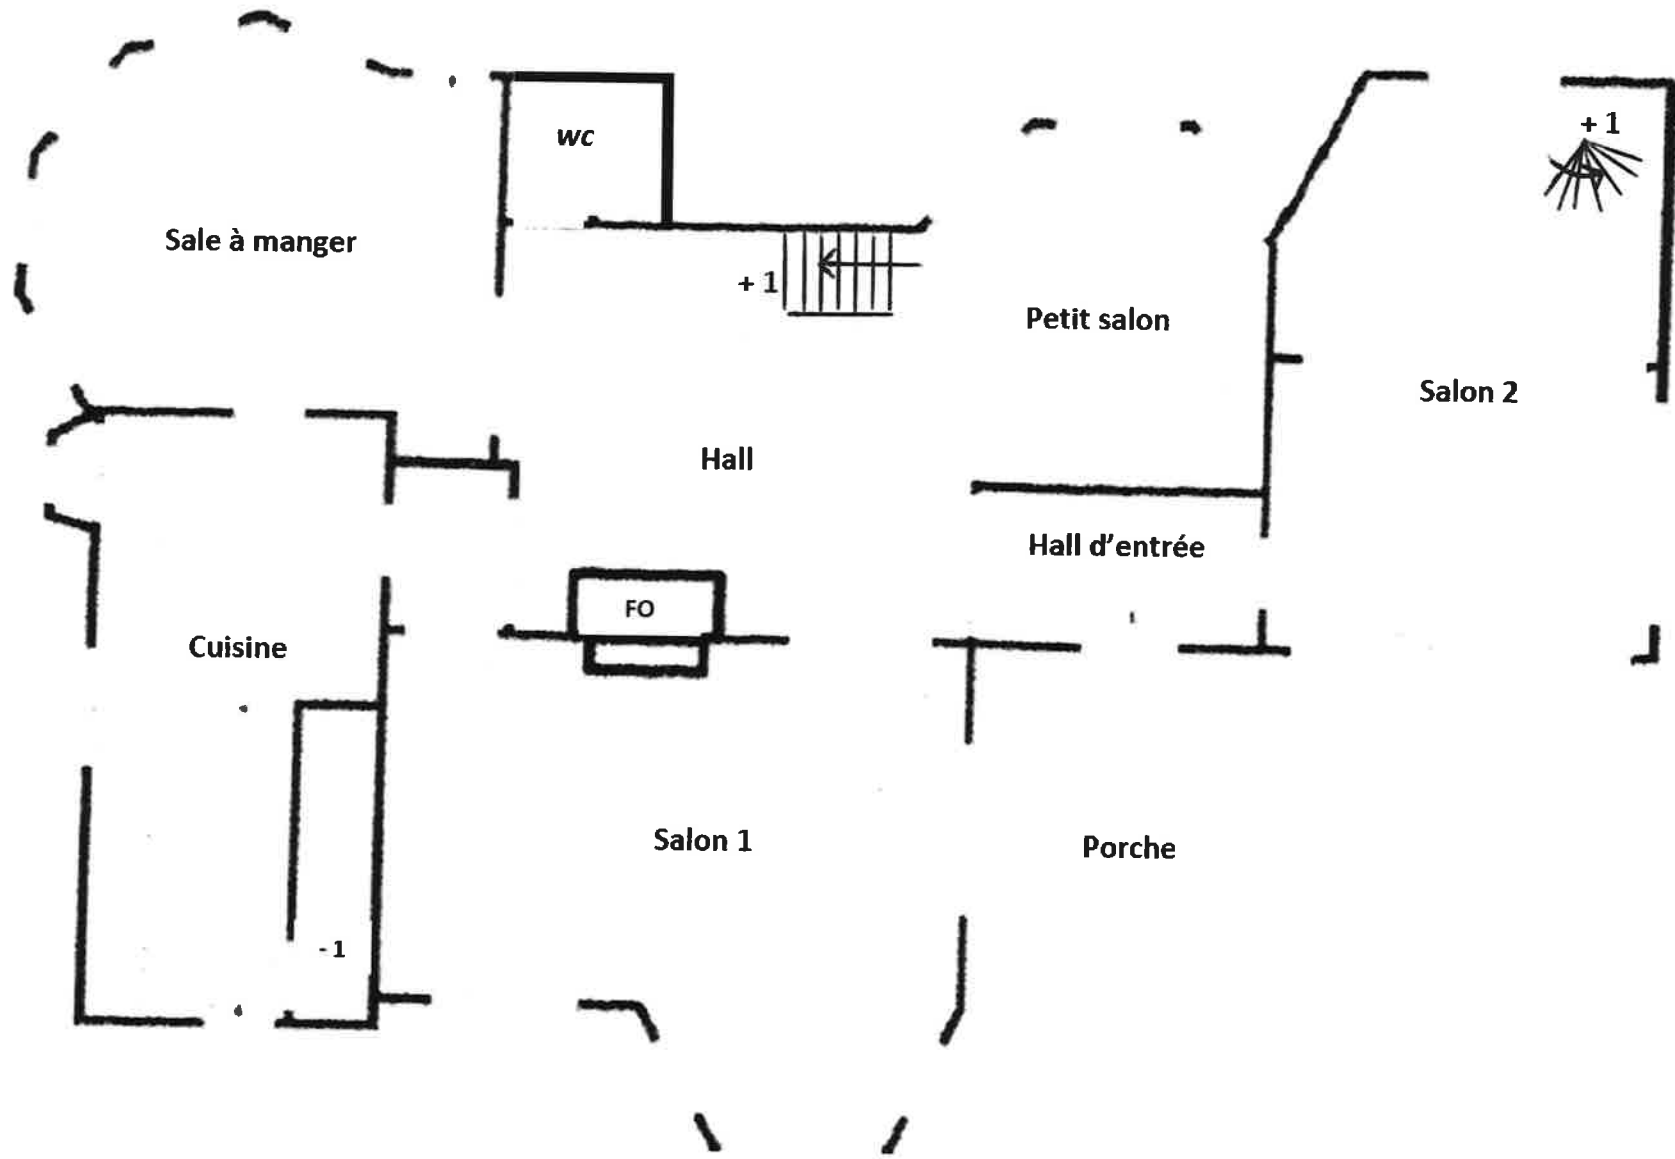 wc
+ 1
Sale à manger
+ 1
Petit salon
Salon 2
Hall
Hall d'entrée
FO
Cuisine
Salon 1
Porche
- 1